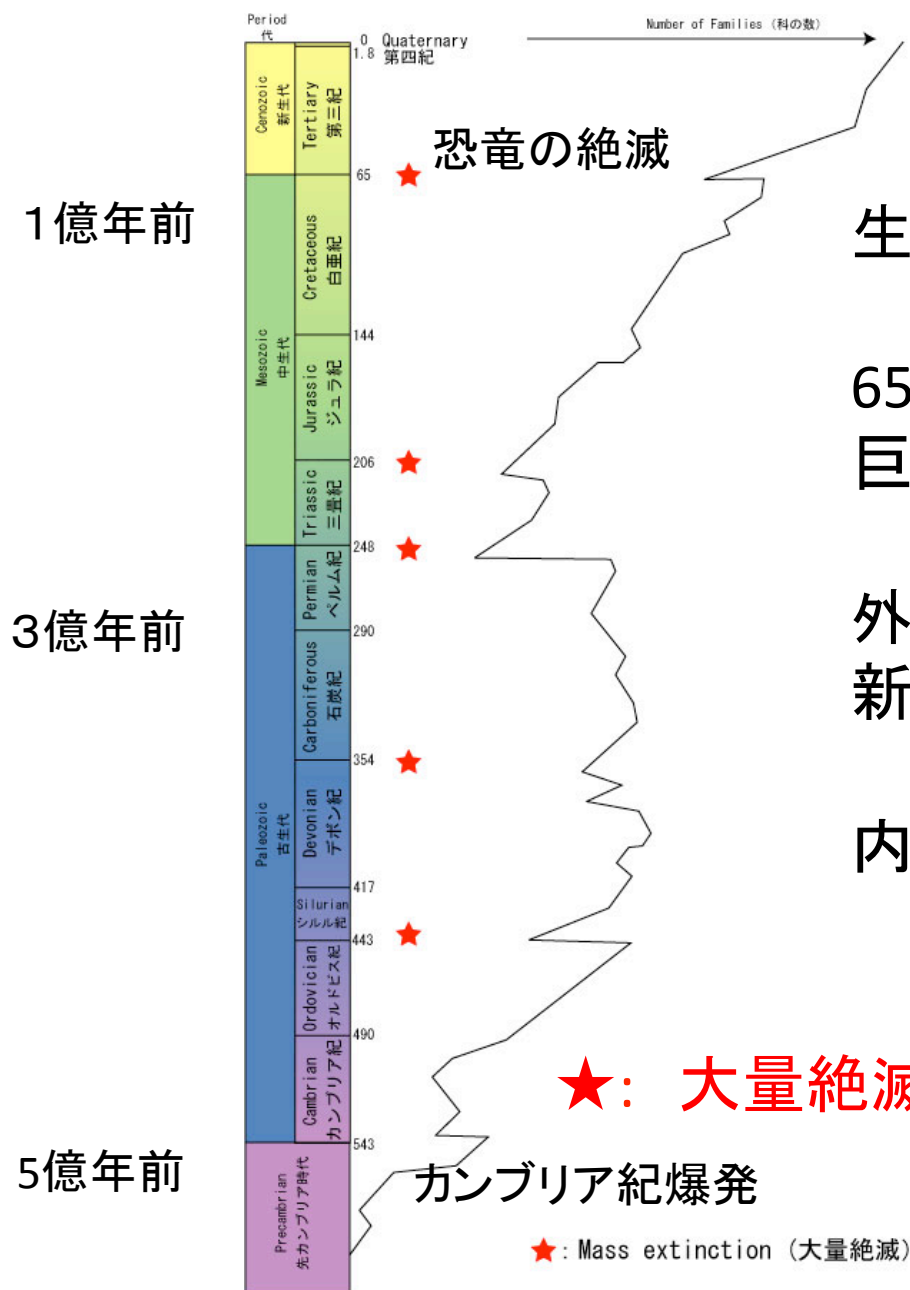 Period
代
Number of Families (科の数)
0 Quaternary
1.8 第四紀
Cenozoic
新生代
Tertiary
第三紀
恐竜の絶滅
65
1億年前
生
Cretaceous
白亜紀
Mesozoic
中生代
144
65
巨
Jurassic
ジュラ紀
206
Triassic
三畳紀
248
Permian
ペルム紀
3億年前
外
新
290
Carboniferous
石炭紀
354
Paleozoic
古生代
Devonian
デボン紀
内
417
Silurian
シルル紀
443
Ordovician
オルドビス紀
490
Cambrian
カンブリア紀
★: 大量絶滅
543
5億年前
カンブリア紀爆発
Precambrian
先カンブリア時代
★: Mass extinction (大量絶滅)